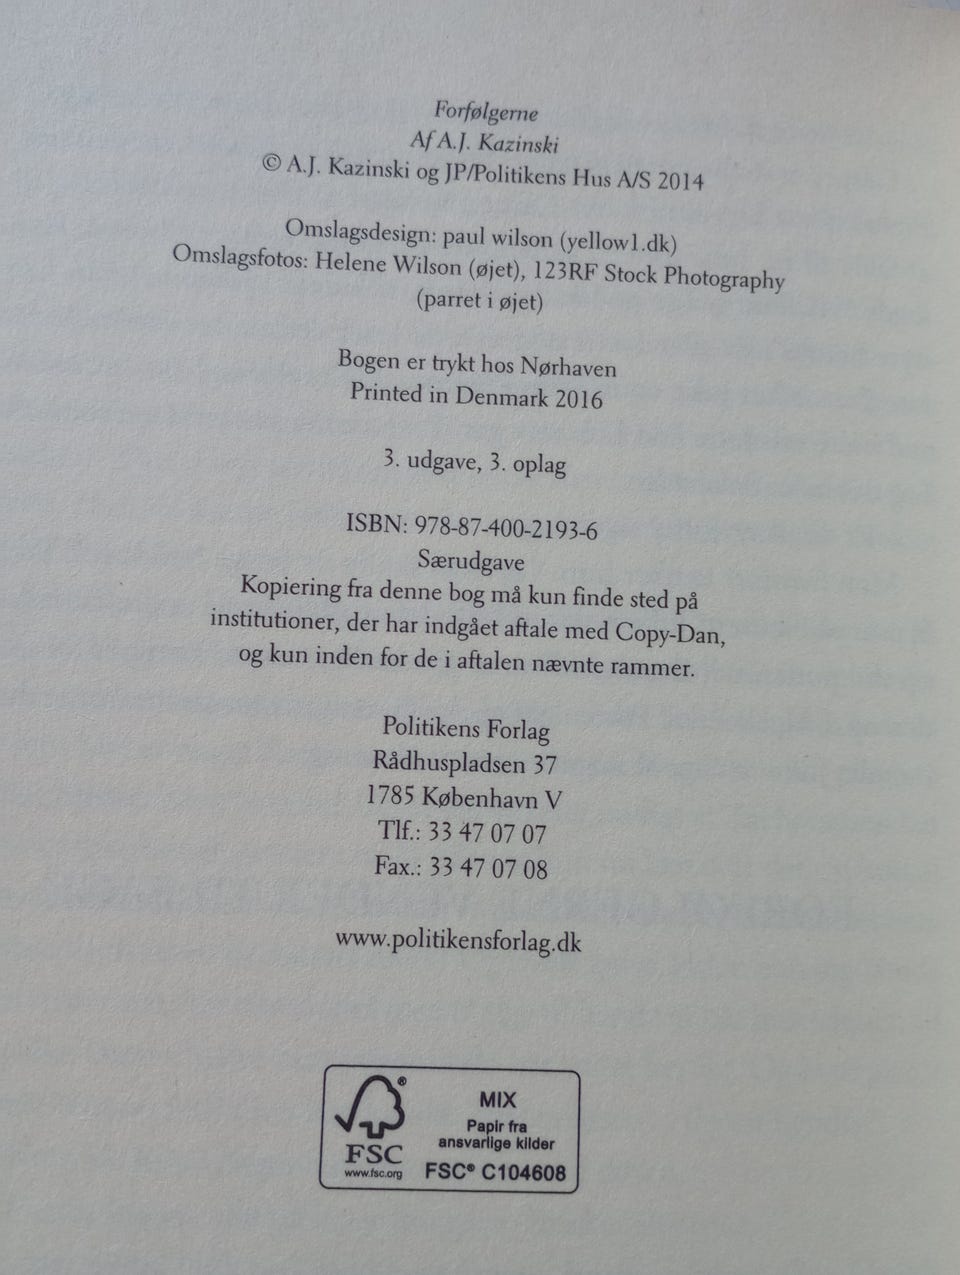 Forfølgerne
Af A.J. Kazinski
© A.J. Kazinski og JP/Politikens Hus A/S 2014
Omslagsdesign: paul wilson (yellow1.dk)
Omslagsfotos: Helene Wilson (øjet), 123RF Stock Photography
(parret i øjet)
Bogen er trykt hos Nørhaven
Printed in Denmark 2016
3. udgave, 3. oplag
ISBN: 978-87-400-2193-6
Særudgave
Kopiering fra denne bog må kun finde sted på
institutioner, der har indgået aftale med Copy-Dan,
og kun inden for de i aftalen nævnte rammer.
Politikens Forlag
Rådhuspladsen 37
1785 København V
Tlf.: 33 47 07 07
Fax.: 33 47 07 08
www.politikensforlag.dk
®
FSC
www.fsc.org
MIX
Papir fra
ansvarlige kilder
FSC® C104608